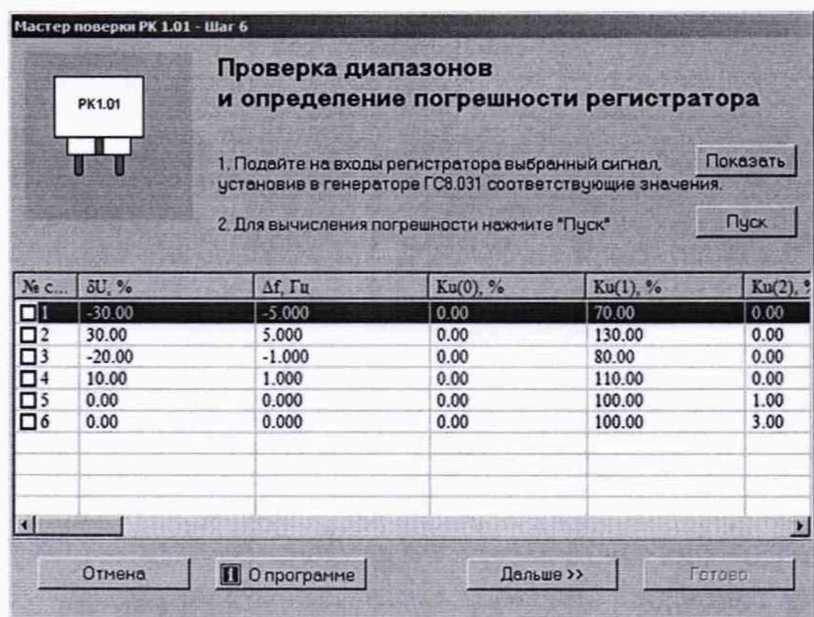 Мастер поверки РК 1.01 - Шаг 6
РК1.01
Проверка диапазонов
и определение погрешности регистратора
1. Подайте на входы регистратора выбранный сигнал,
установив в генераторе ГС8.031 соответствующие значения.
Показать
2. Для вычисления погрешности нажмите "Пуск"
Пуск
№ с... δU, % Δf, Гц Ku(0), % Ku(1), % Ku(2), %
1 -30.00 -5.000 0.00 70.00 0.00
2 30.00 5.000 0.00 130.00 0.00
3 -20.00 -1.000 0.00 80.00 0.00
4 10.00 1.000 0.00 110.00 0.00
5 0.00 0.000 0.00 100.00 1.00
6 0.00 0.000 0.00 100.00 3.00
Отмена О программе Дальше >> Готово